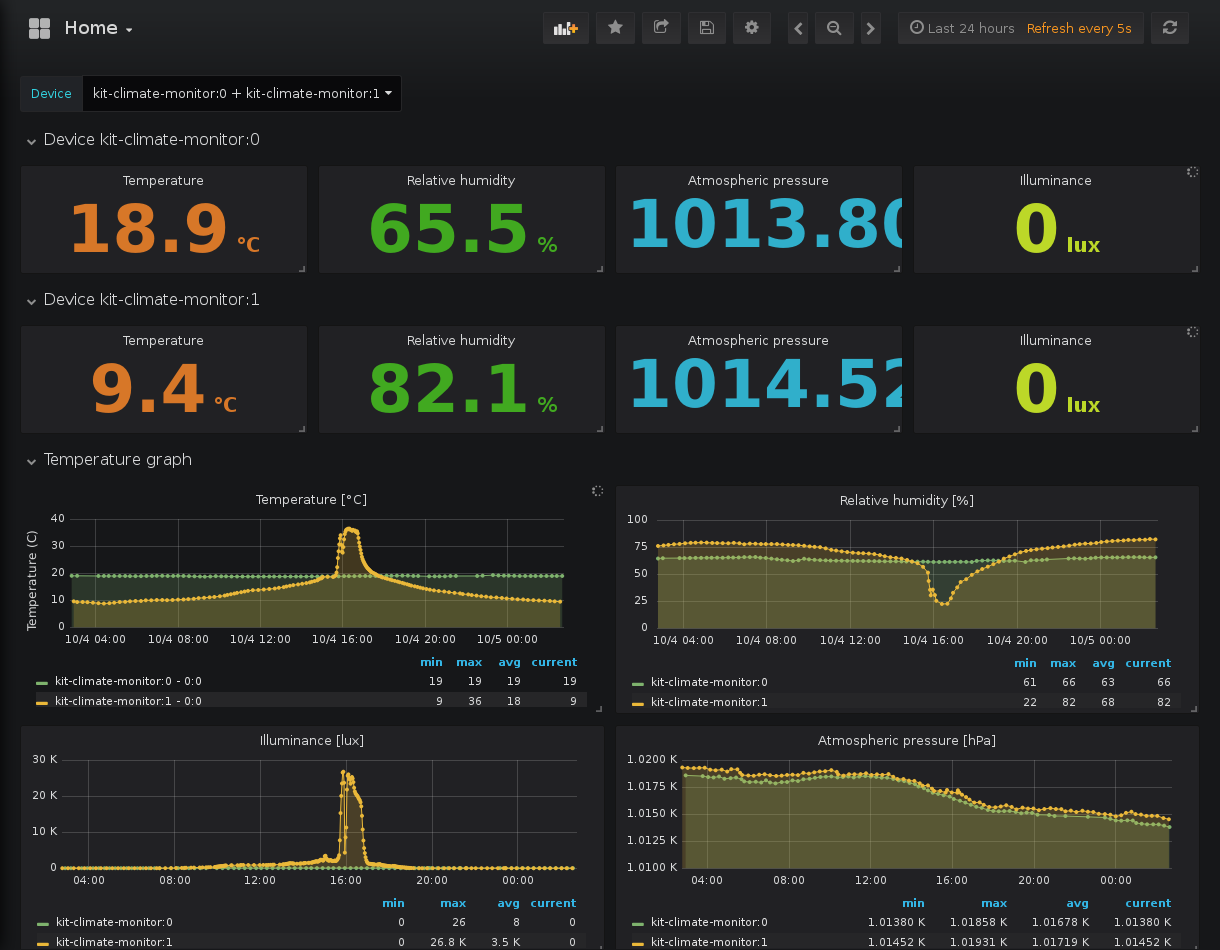 Home
Last 24 hours Refresh every 5s
Device kit-climate-monitor:0 + kit-climate-monitor:1
Device kit-climate-monitor:0
Temperature Relative humidity Atmospheric pressure Illuminance
18.9 °C 65.5 % 1013.80 0 lux
Device kit-climate-monitor:1
Temperature Relative humidity Atmospheric pressure Illuminance
9.4 °C 82.1 % 1014.52 0 lux
Temperature graph
Temperature [°C]
Temperature (C)
40
30
20
10
0
10/4 04:00 10/4 08:00 10/4 12:00 10/4 16:00 10/4 20:00 10/5 00:00
min max avg current
kit-climate-monitor:0 - 0:0 19 19 19 19
kit-climate-monitor:1 - 0:0 9 36 18 9
Relative humidity [%]
100
75
50
25
0
10/4 04:00 10/4 08:00 10/4 12:00 10/4 16:00 10/4 20:00 10/5 00:00
min max avg current
kit-climate-monitor:0 61 66 63 66
kit-climate-monitor:1 22 82 68 82
Illuminance [lux]
30 K
20 K
10 K
0
04:00 08:00 12:00 16:00 20:00 00:00
min max avg current
kit-climate-monitor:0 0 26 8 0
kit-climate-monitor:1 0 26.8 K 3.5 K 0
Atmospheric pressure [hPa]
1.0200 K
1.0175 K
1.0150 K
1.0125 K
1.0100 K
04:00 08:00 12:00 16:00 20:00 00:00
min max avg current
kit-climate-monitor:0 1.01380 K 1.01858 K 1.01678 K 1.01380 K
kit-climate-monitor:1 1.01452 K 1.01931 K 1.01719 K 1.01452 K